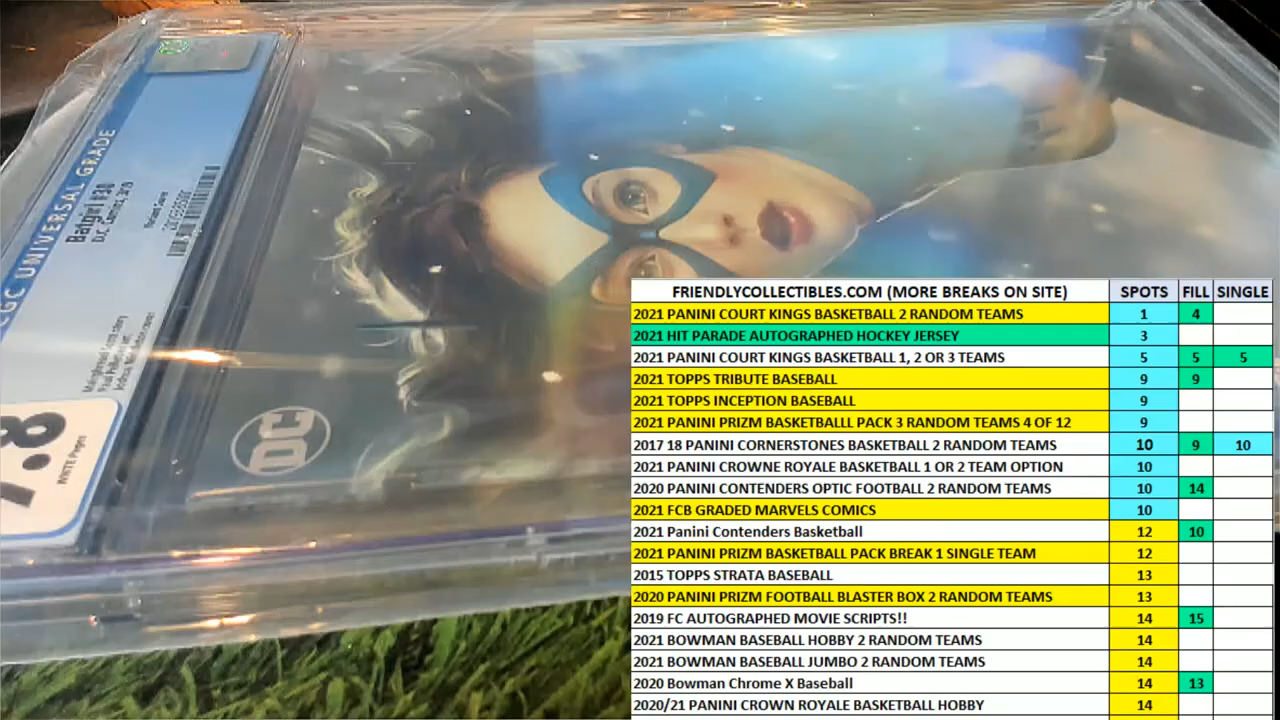 CGC UNIVERSAL GRADE
Batgirl #30
D.C. Comics, 3/19
WHITE Pages
DC
FRIENDLYCOLLECTIBLES.COM (MORE BREAKS ON SITE) SPOTS FILL SINGLE
2021 PANINI COURT KINGS BASKETBALL 2 RANDOM TEAMS 1 4
2021 HIT PARADE AUTOGRAPHED HOCKEY JERSEY 3
2021 PANINI COURT KINGS BASKETBALL 1, 2 OR 3 TEAMS 5 5 5
2021 TOPPS TRIBUTE BASEBALL 9 9
2021 TOPPS INCEPTION BASEBALL 9
2021 PANINI PRIZM BASKETBALLL PACK 3 RANDOM TEAMS 4 OF 12 9
2017 18 PANINI CORNERSTONES BASKETBALL 2 RANDOM TEAMS 10 9 10
2021 PANINI CROWNE ROYALE BASKETBALL 1 OR 2 TEAM OPTION 10
2020 PANINI CONTENDERS OPTIC FOOTBALL 2 RANDOM TEAMS 10 14
2021 FCB GRADED MARVELS COMICS 10
2021 Panini Contenders Basketball 12 10
2021 PANINI PRIZM BASKETBALL PACK BREAK 1 SINGLE TEAM 12
2015 TOPPS STRATA BASEBALL 13
2020 PANINI PRIZM FOOTBALL BLASTER BOX 2 RANDOM TEAMS 13
2019 FC AUTOGRAPHED MOVIE SCRIPTS!! 14 15
2021 BOWMAN BASEBALL HOBBY 2 RANDOM TEAMS 14
2021 BOWMAN BASEBALL JUMBO 2 RANDOM TEAMS 14
2020 Bowman Chrome X Baseball 14 13
2020/21 PANINI CROWN ROYALE BASKETBALL HOBBY 14